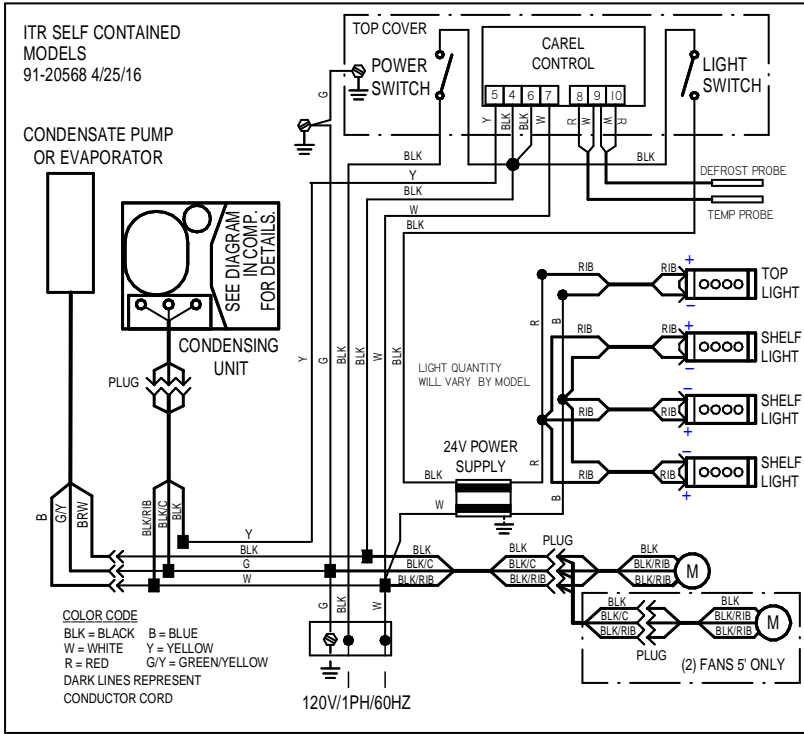 ITR SELF CONTAINED
MODELS
91-20568 4/25/16
TOP COVER
POWER
SWITCH
CAREL
CONTROL
5 4 6 7 8 9 10
LIGHT
SWITCH
G
Y
BLK
BLK
W
R
W
W
R
CONDENSATE PUMP
OR EVAPORATOR
BLK
BLK
Y
BLK
W
BLK
DEFROST PROBE
TEMP PROBE
SEE DIAGRAM
IN COMP.
FOR DETAILS.
CONDENSING
UNIT
PLUG
Y
G
BLK
BLK
W
BLK
LIGHT QUANTITY
WILL VARY BY MODEL
R
B
RIB
RIB
+
−
TOP
LIGHT
RIB
RIB
+
−
SHELF
LIGHT
RIB
RIB
−
+
SHELF
LIGHT
RIB
RIB
−
+
SHELF
LIGHT
24V POWER
SUPPLY
BLK
W
R
B
B
G/Y
BRW
BLK/RIB
BLK/C
BLK
Y
BLK
G
W
BLK
BLK/C
BLK/RIB
BLK
BLK/C
BLK/RIB
PLUG
BLK
BLK/RIB
M
BLK
BLK/C
BLK/RIB
PLUG
BLK
BLK/RIB
BLK/RIB
M
(2) FANS 5' ONLY
G
BLK
W
120V/1PH/60HZ
COLOR CODE
BLK = BLACK B = BLUE
W = WHITE Y = YELLOW
R = RED G/Y = GREEN/YELLOW
DARK LINES REPRESENT
CONDUCTOR CORD